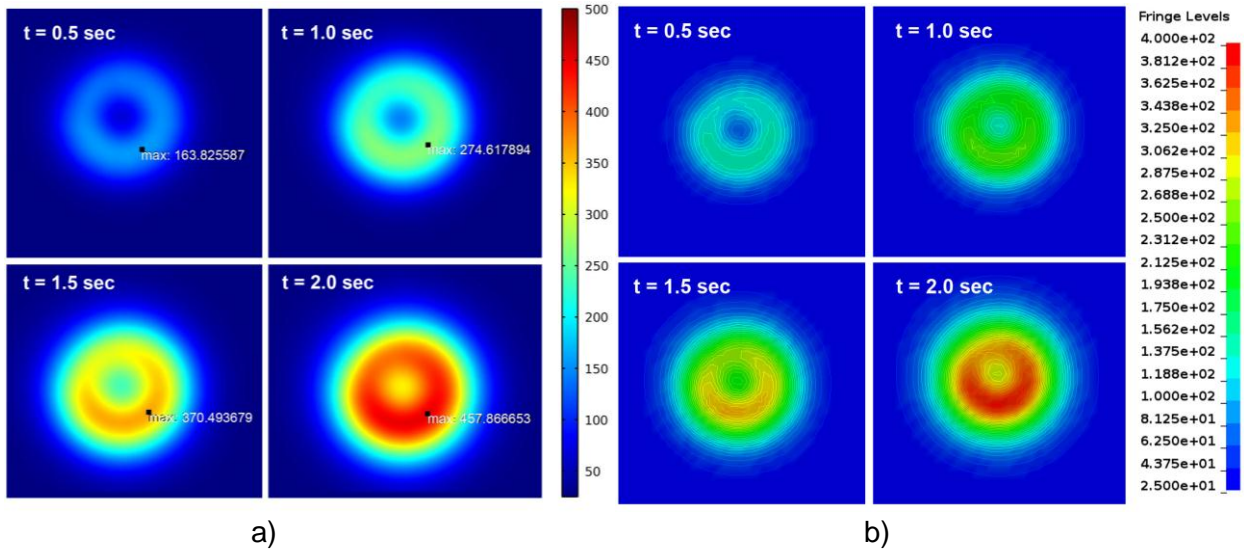 t = 0.5 sec
max: 163.825587
t = 1.0 sec
max: 274.617894
t = 1.5 sec
max: 370.493679
t = 2.0 sec
max: 457.866653
500
450
400
350
300
250
200
150
100
50
a)
t = 0.5 sec
t = 1.0 sec
t = 1.5 sec
t = 2.0 sec
Fringe Levels
4.000e+02
3.812e+02
3.625e+02
3.438e+02
3.250e+02
3.062e+02
2.875e+02
2.688e+02
2.500e+02
2.312e+02
2.125e+02
1.938e+02
1.750e+02
1.562e+02
1.375e+02
1.188e+02
1.000e+02
8.125e+01
6.250e+01
4.375e+01
2.500e+01
b)